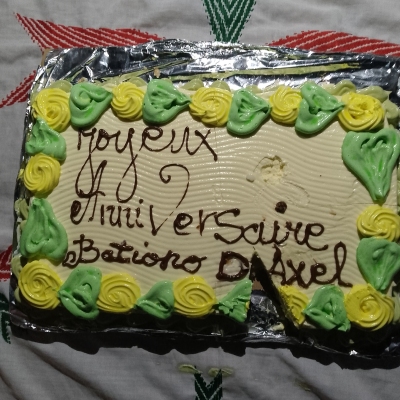 Joyeux
Anniversaire
Bationo D. Axel